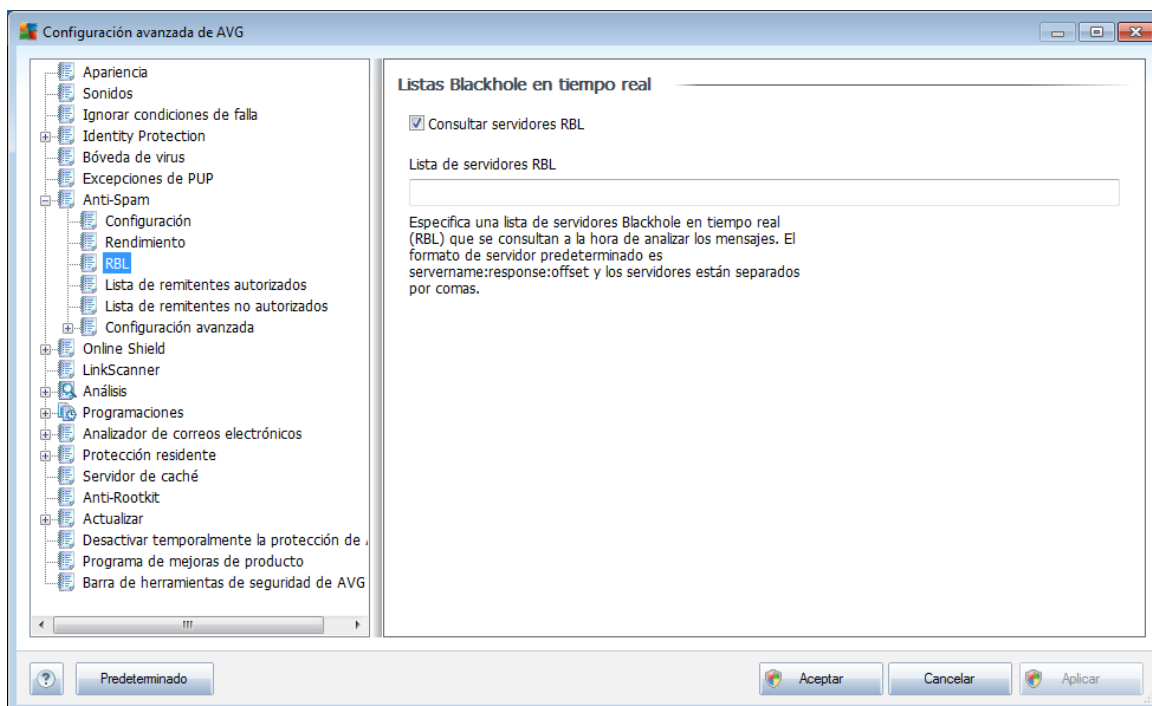 Configuración avanzada de AVG
Apariencia
Sonidos
Ignorar condiciones de falla
Identity Protection
Bóveda de virus
Excepciones de PUP
Anti-Spam
Configuración
Rendimiento
RBL
Lista de remitentes autorizados
Lista de remitentes no autorizados
Configuración avanzada
Online Shield
LinkScanner
Análisis
Programaciones
Analizador de correos electrónicos
Protección residente
Servidor de caché
Anti-Rootkit
Actualizar
Desactivar temporalmente la protección de
Programa de mejoras de producto
Barra de herramientas de seguridad de AVG
Listas Blackhole en tiempo real
Consultar servidores RBL
Lista de servidores RBL
Especifica una lista de servidores Blackhole en tiempo real
(RBL) que se consultan a la hora de analizar los mensajes. El
formato de servidor predeterminado es
servername:response:offset y los servidores están separados
por comas.
?
Predeterminado
Aceptar
Cancelar
Aplicar